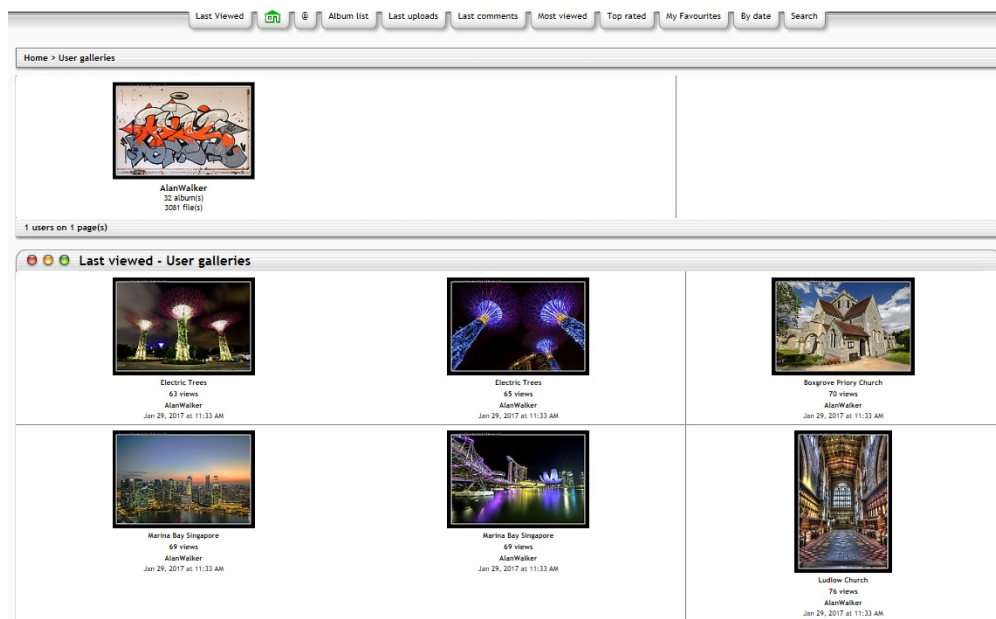 Last Viewed @ Album list Last uploads Last comments Most viewed Top rated My Favourites By date Search
Home > User galleries
AlanWalker
32 album(s)
3081 file(s)
1 users on 1 page(s)
Last viewed - User galleries
Electric Trees
63 views
AlanWalker
Jan 29, 2017 at 11:33 AM
Electric Trees
65 views
AlanWalker
Jan 29, 2017 at 11:33 AM
Boxgrove Priory Church
70 views
AlanWalker
Jan 29, 2017 at 11:33 AM
Marina Bay Singapore
69 views
AlanWalker
Jan 29, 2017 at 11:33 AM
Marina Bay Singapore
69 views
AlanWalker
Jan 29, 2017 at 11:33 AM
Ludlow Church
76 views
AlanWalker
Jan 29, 2017 at 11:33 AM